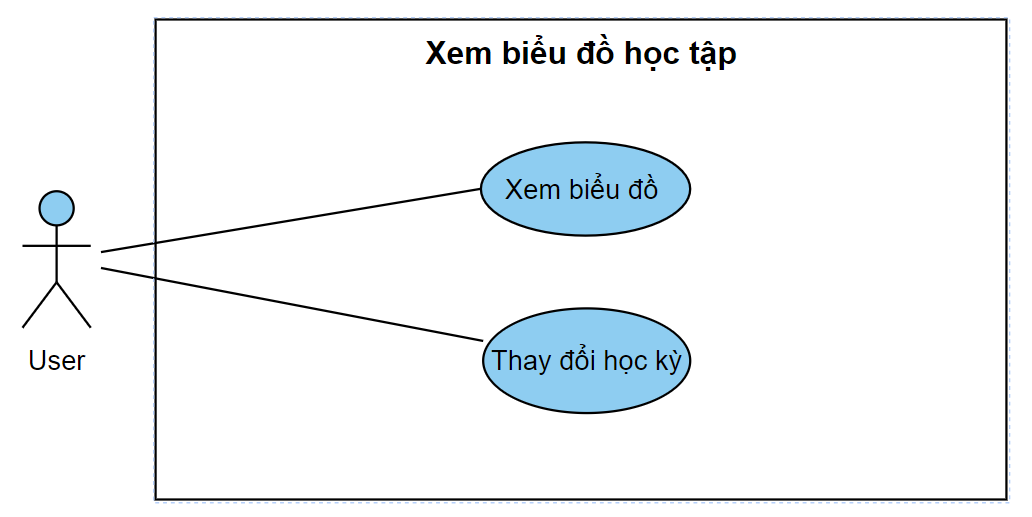 Xem biểu đồ học tập
Xem biểu đồ
User
Thay đổi học kỳ